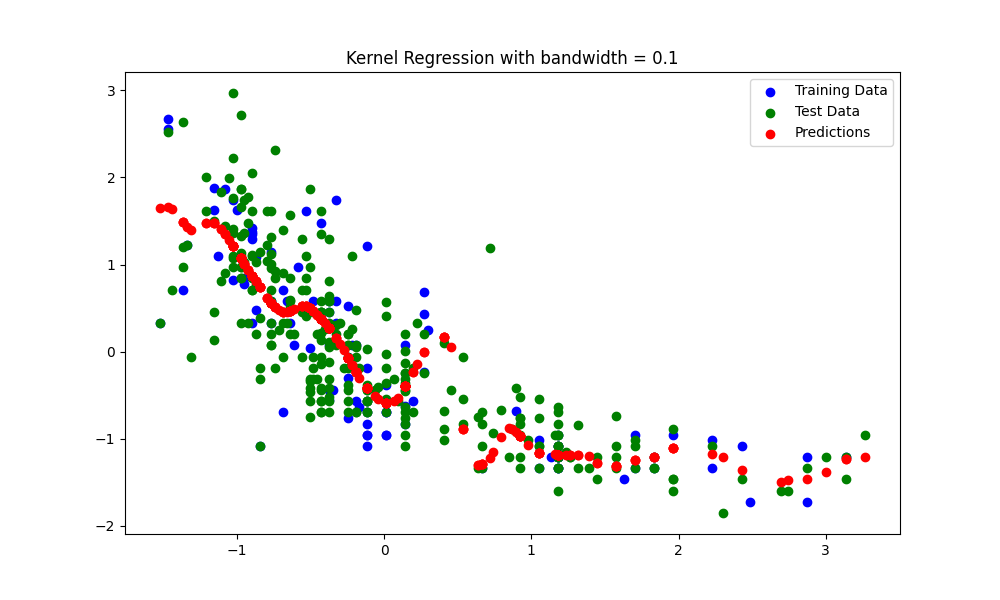 Kernel Regression with bandwidth = 0.1
Training Data
Test Data
Predictions
3
2
1
0
−1
−2
−1 0 1 2 3